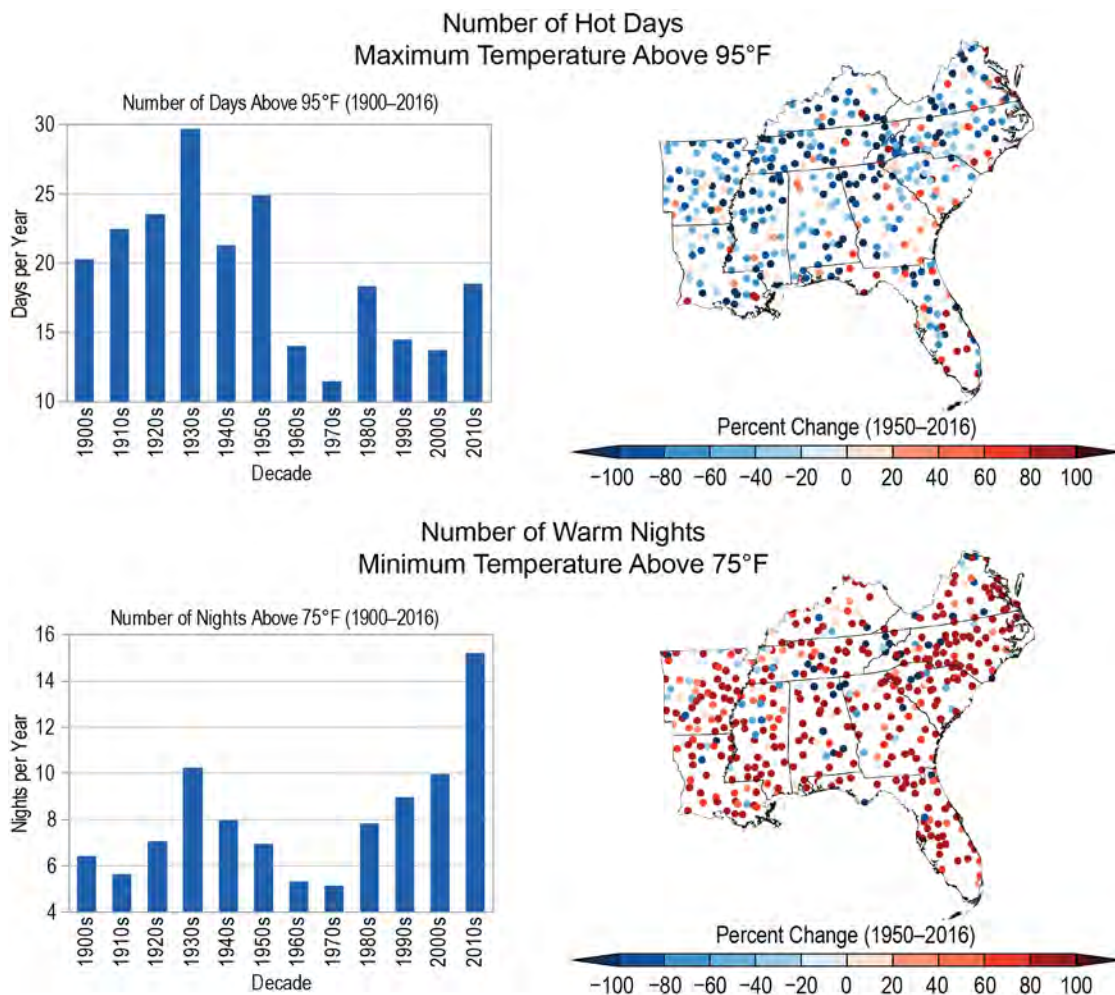 Number of Hot Days
Maximum Temperature Above 95°F
Number of Days Above 95°F (1900–2016)
Days per Year
30
25
20
15
10
1900s
1910s
1920s
1930s
1940s
1950s
1960s
1970s
1980s
1990s
2000s
2010s
Decade
Percent Change (1950–2016)
−100 −80 −60 −40 −20 0 20 40 60 80 100
Number of Warm Nights
Minimum Temperature Above 75°F
Number of Nights Above 75°F (1900–2016)
Nights per Year
16
14
12
10
8
6
4
1900s
1910s
1920s
1930s
1940s
1950s
1960s
1970s
1980s
1990s
2000s
2010s
Decade
Percent Change (1950–2016)
−100 −80 −60 −40 −20 0 20 40 60 80 100